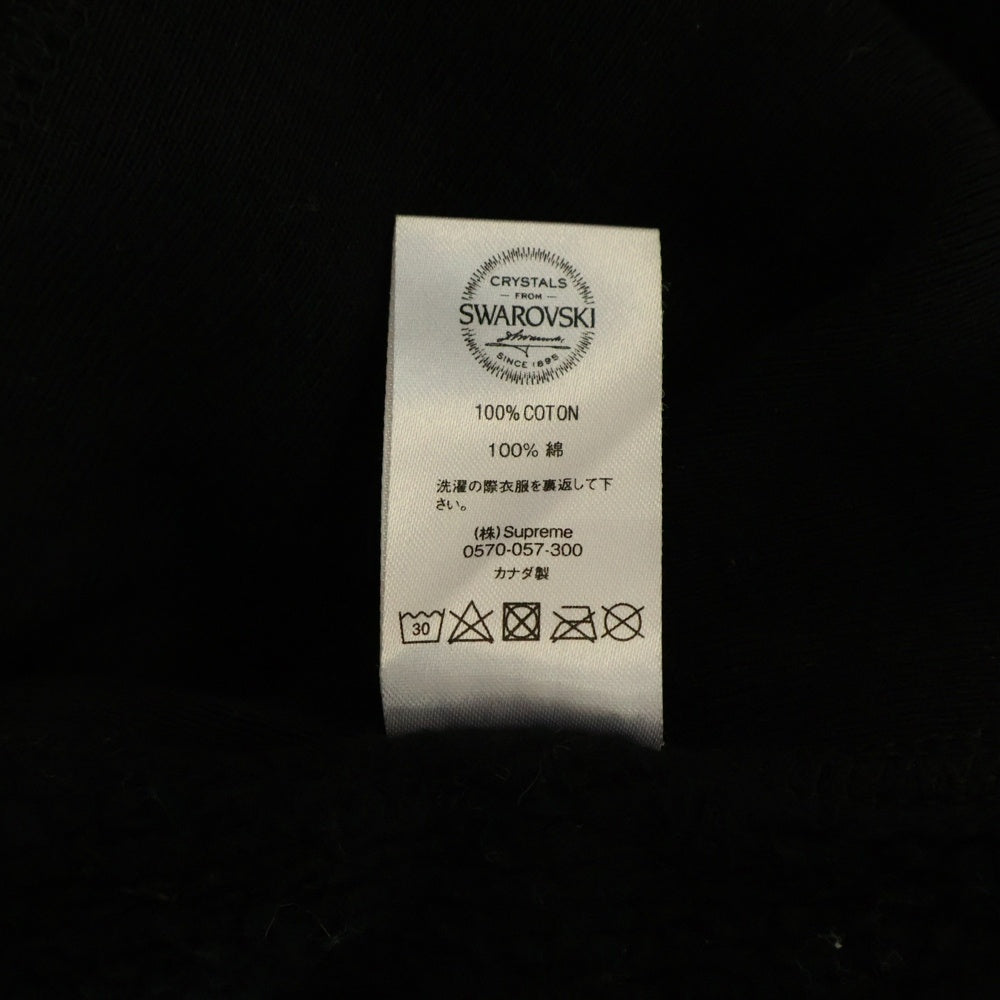 CRYSTALS
FROM
SWAROVSKI
SINCE 1895
100% COTON
100% 綿
洗濯の際衣服を裏返して下
さい。
(株)Supreme
0570-057-300
カナダ製
30